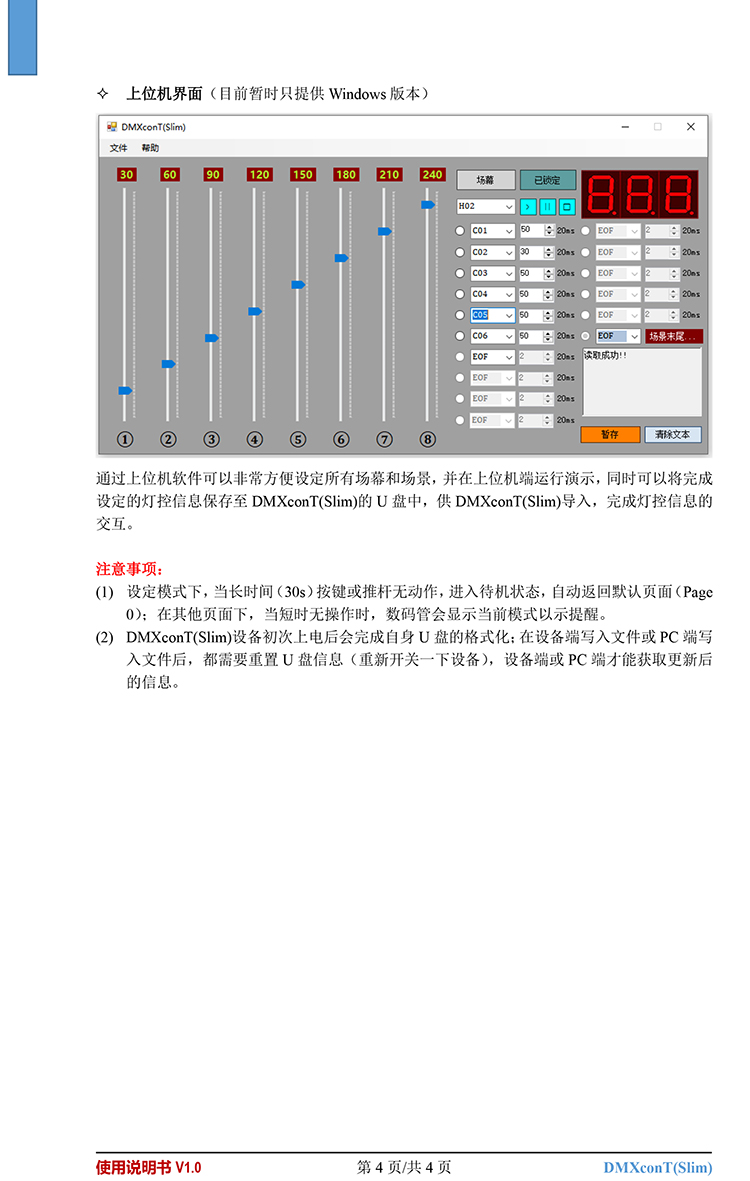 ✧ 上位机界面（目前暂时只提供 Windows 版本）
DMXconT(Slim)
文件 帮助
30 60 90 120 150 180 210 240
场幕 已锁定
H02
C01 50 20ms EOF 2 20ms
C02 30 20ms EOF 2 20ms
C03 50 20ms EOF 2 20ms
C04 50 20ms EOF 2 20ms
C05 50 20ms EOF 2 20ms
C06 50 20ms EOF 场景末尾...
EOF 2 20ms 读取成功!!
EOF 2 20ms
EOF 2 20ms
EOF 2 20ms
暂存 清除文本
① ② ③ ④ ⑤ ⑥ ⑦ ⑧
通过上位机软件可以非常方便设定所有场幕和场景，并在上位机端运行演示，同时可以将完成
设定的灯控信息保存至 DMXconT(Slim)的 U 盘中，供 DMXconT(Slim)导入，完成灯控信息的
交互。
注意事项：
(1) 设定模式下，当长时间（30s）按键或推杆无动作，进入待机状态，自动返回默认页面（Page
0）；在其他页面下，当短时无操作时，数码管会显示当前模式以示提醒。
(2) DMXconT(Slim)设备初次上电后会完成自身 U 盘的格式化；在设备端写入文件或 PC 端写
入文件后，都需要重置 U 盘信息（重新开关一下设备），设备端或 PC 端才能获取更新后
的信息。
使用说明书 V1.0 第 4 页/共 4 页 DMXconT(Slim)